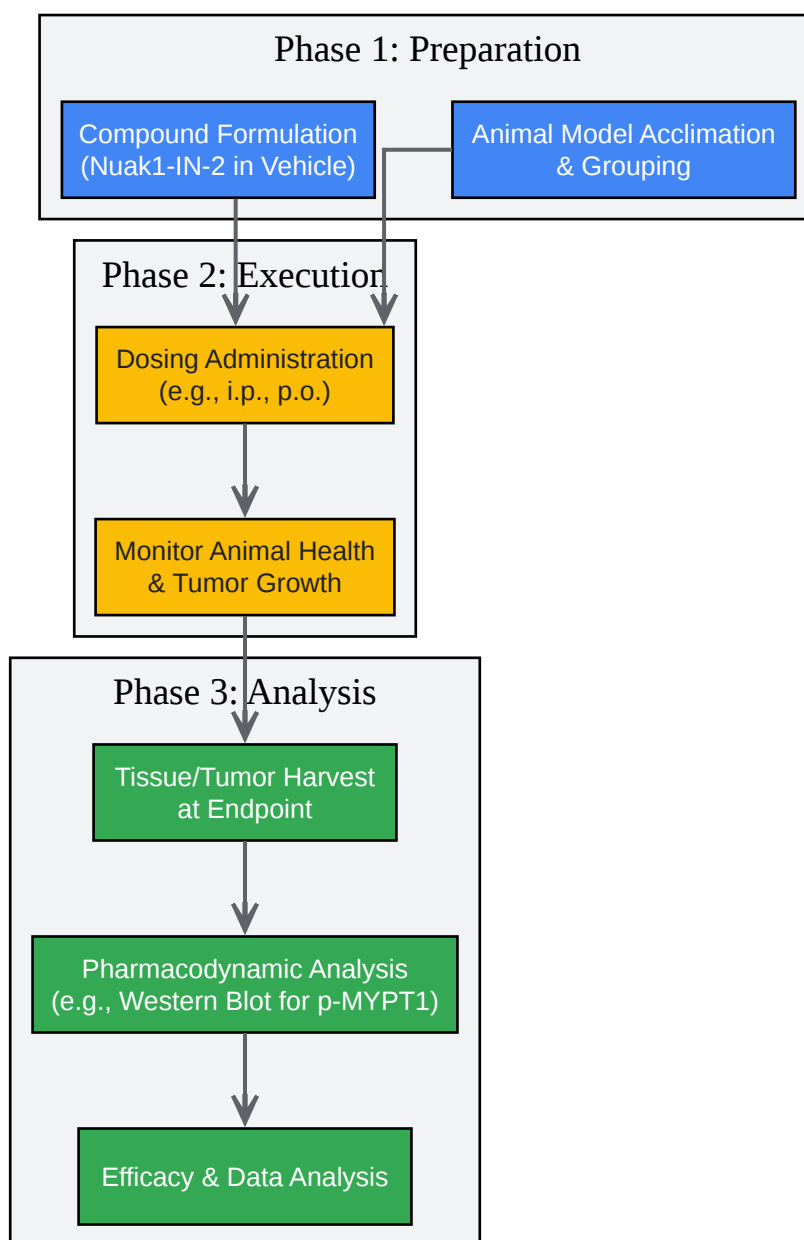 Phase 1: Preparation
Compound Formulation
(Nuak1-IN-2 in Vehicle)
Animal Model Acclimation
& Grouping
Phase 2: Execution
Dosing Administration
(e.g., i.p., p.o.)
Monitor Animal Health
& Tumor Growth
Phase 3: Analysis
Tissue/Tumor Harvest
at Endpoint
Pharmacodynamic Analysis
(e.g., Western Blot for p-MYPT1)
Efficacy & Data Analysis